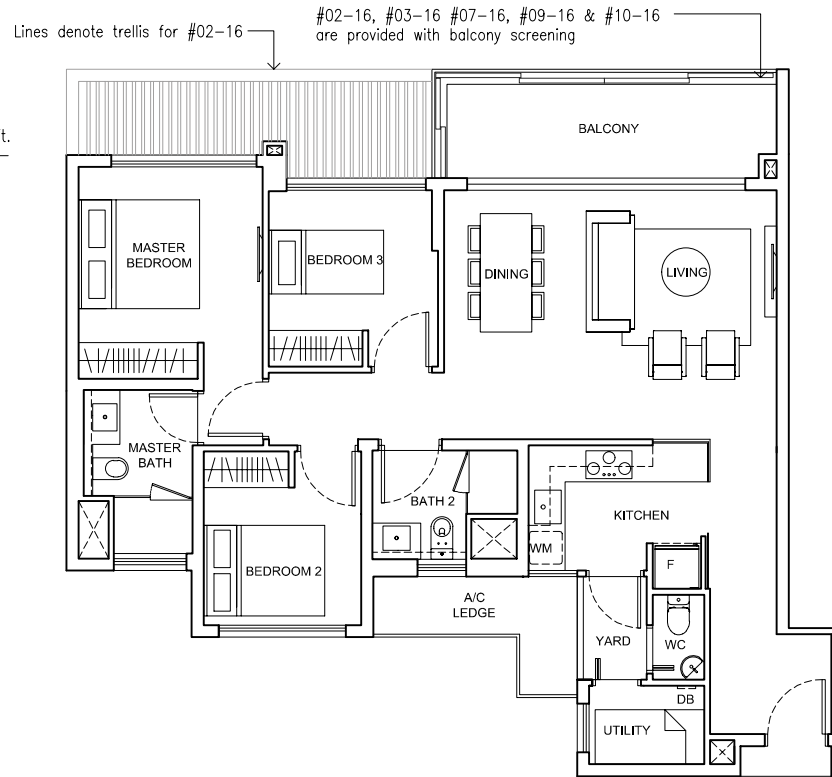 #02-16, #03-16 #07-16, #09-16 & #10-16
are provided with balcony screening
Lines denote trellis for #02-16
t.
BALCONY
MASTER
BEDROOM
BEDROOM 3
DINING
LIVING
MASTER
BATH
BATH 2
KITCHEN
WM
F
BEDROOM 2
A/C
LEDGE
YARD
WC
DB
UTILITY